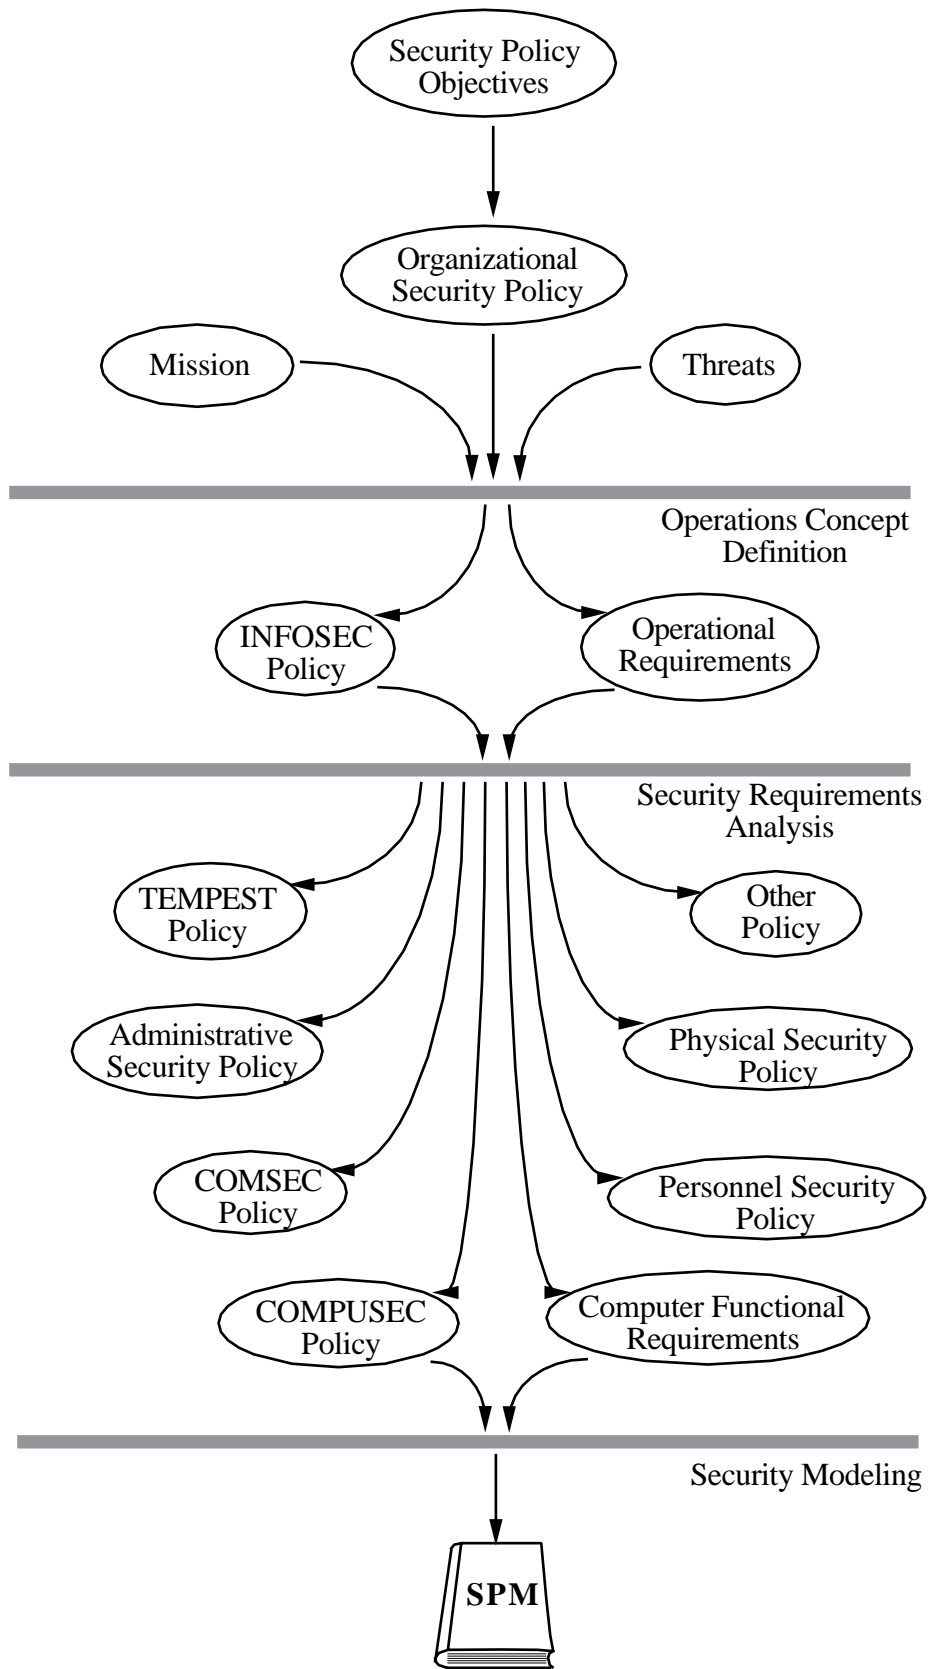 Security Policy
Objectives
Organizational
Security Policy
Mission
Threats
Operations Concept
Definition
INFOSEC
Policy
Operational
Requirements
Security Requirements
Analysis
TEMPEST
Policy
Other
Policy
Administrative
Security Policy
Physical Security
Policy
COMSEC
Policy
Personnel Security
Policy
COMPUSEC
Policy
Computer Functional
Requirements
Security Modeling
SPM